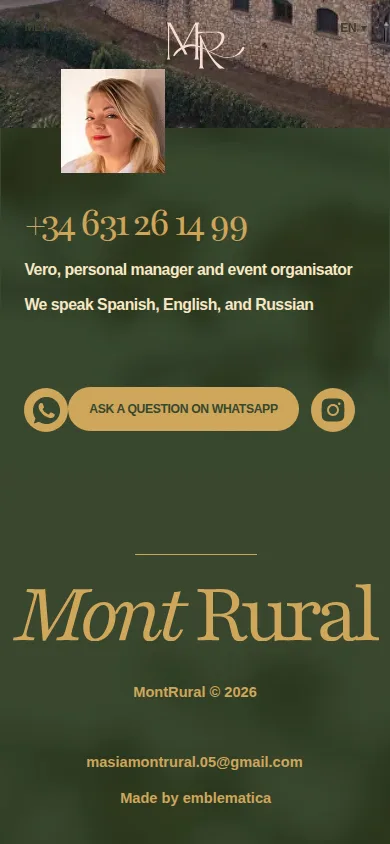 MR
EN
+34 631 26 14 99
Vero, personal manager and event organisator
We speak Spanish, English, and Russian
ASK A QUESTION ON WHATSAPP
Mont Rural
MontRural © 2026
masiamontrural.05@gmail.com
Made by emblematica